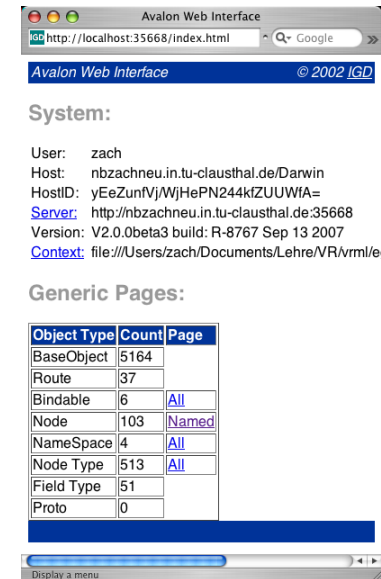 Avalon Web Interface
IGD http://localhost:35668/index.html Google
Avalon Web Interface © 2002 IGD
System:
User: zach
Host: nbzachneu.in.tu-clausthal.de/Darwin
HostID: yEeZunfVj/WjHePN244kfZUUWfA=
Server: http://nbzachneu.in.tu-clausthal.de:35668
Version: V2.0.0beta3 build: R-8767 Sep 13 2007
Context: file:///Users/zach/Documents/Lehre/VR/vrml/e
Generic Pages:
Object Type Count Page
BaseObject 5164
Route 37
Bindable 6 All
Node 103 Named
NameSpace 4 All
Node Type 513 All
Field Type 51
Proto 0
Display a menu